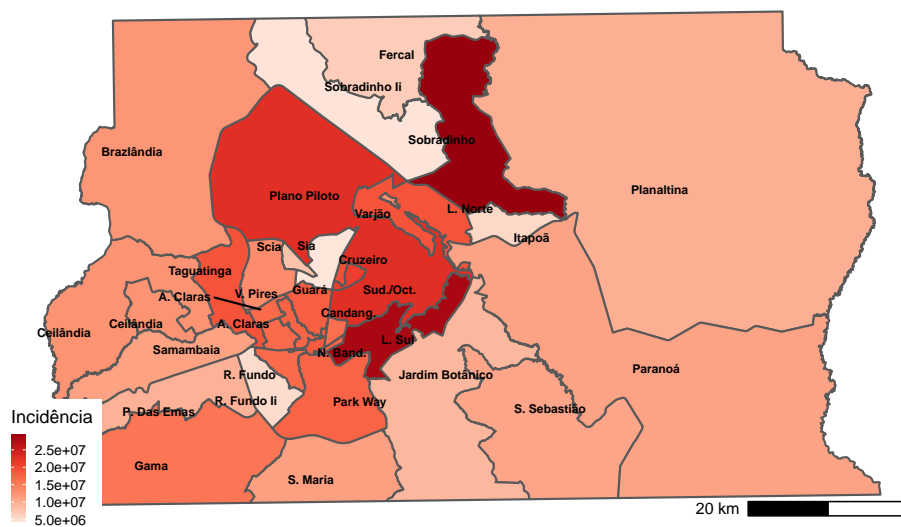 Fercal
Sobradinho Ii
Sobradinho
Brazlândia
Planaltina
Plano Piloto
L. Norte
Varjão
Itapoã
Scia
Sia
Cruzeiro
Taguatinga
V. Pires
Guará
Sud./Oct.
A. Claras
Candang.
Ceilândia
Ceilândia
A. Claras
L. Sul
Samambaia
N. Band.
R. Fundo
Jardim Botânico
Paranoá
R. Fundo Ii
Park Way
P. Das Emas
S. Sebastião
Incidência
2.5e+07
2.0e+07
1.5e+07
1.0e+07
5.0e+06
Gama
S. Maria
20 km